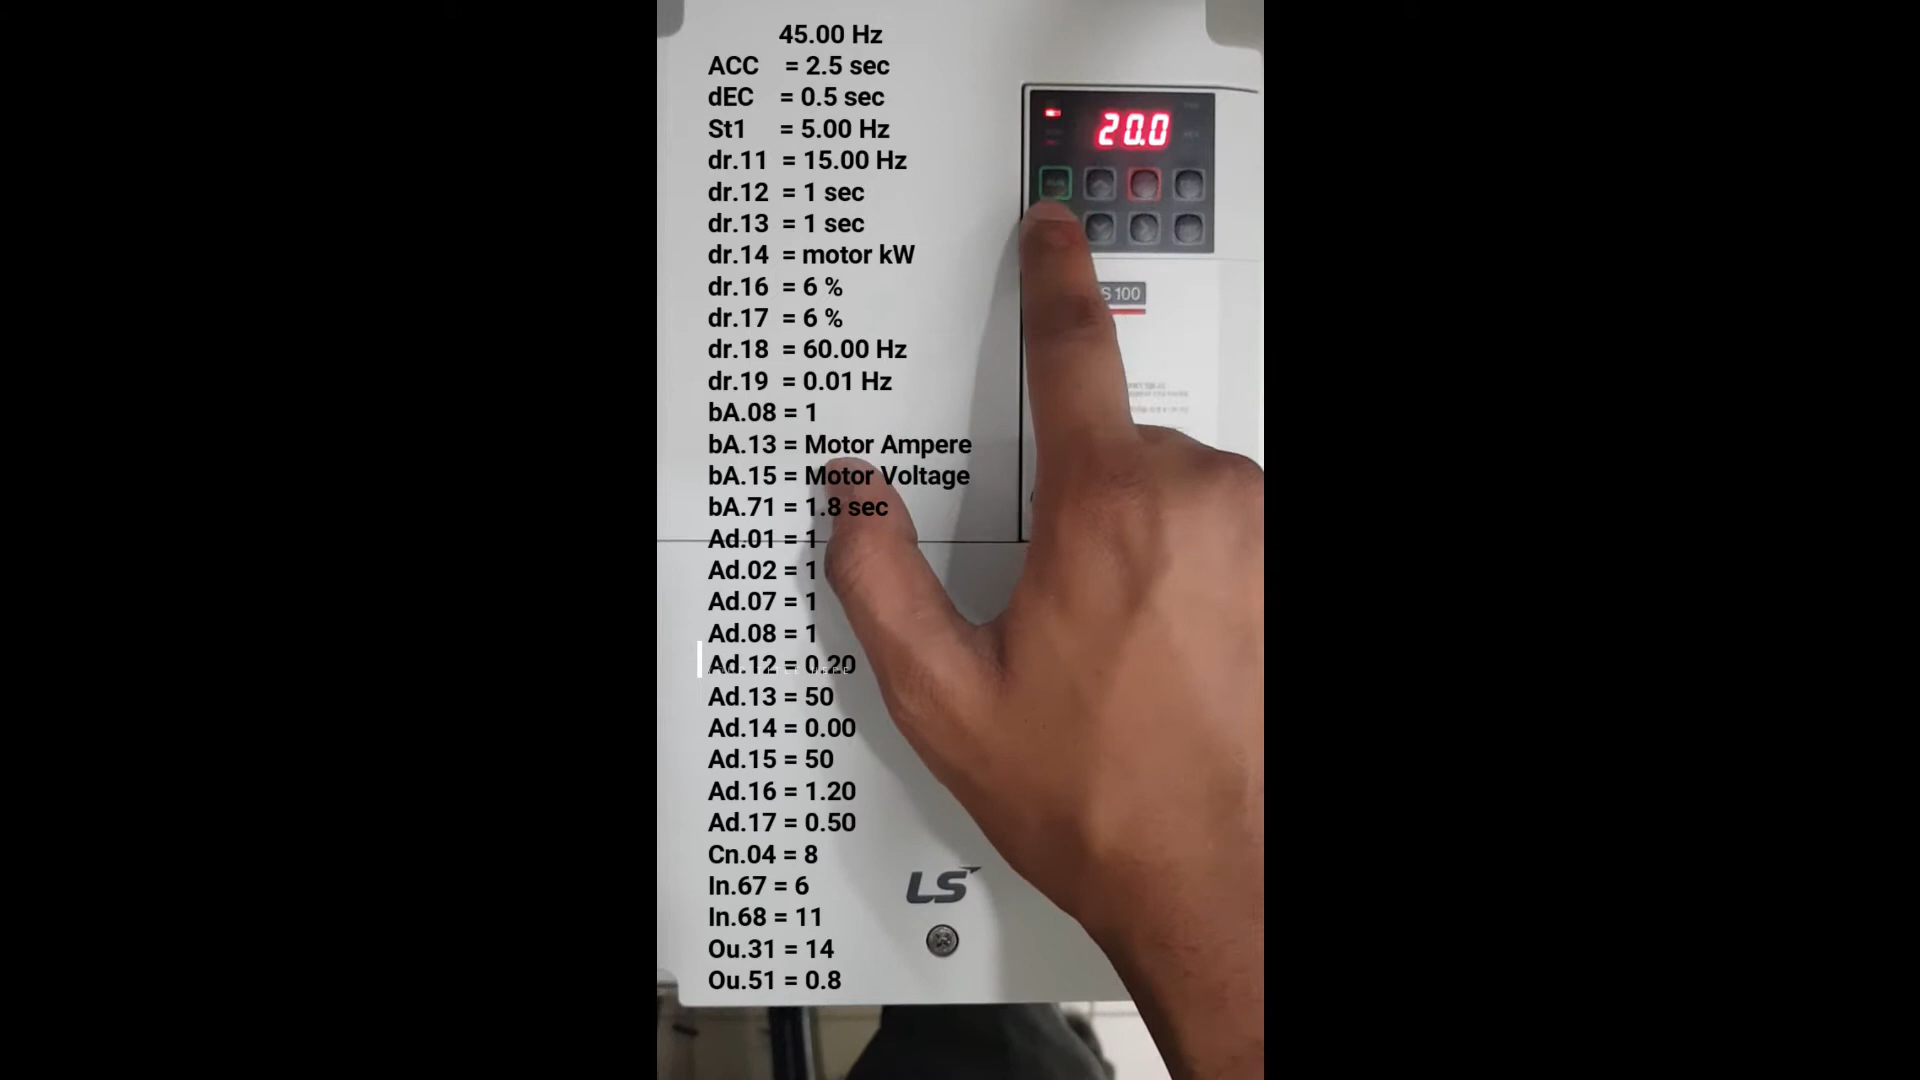 45.00 Hz
ACC = 2.5 sec
dEC = 0.5 sec
St1 = 5.00 Hz
dr.11 = 15.00 Hz
dr.12 = 1 sec
dr.13 = 1 sec
dr.14 = motor kW
dr.16 = 6 %
dr.17 = 6 %
dr.18 = 60.00 Hz
dr.19 = 0.01 Hz
bA.08 = 1
bA.13 = Motor Ampere
bA.15 = Motor Voltage
bA.71 = 1.8 sec
Ad.01 = 1
Ad.02 = 1
Ad.07 = 1
Ad.08 = 1
Ad.12 = 0.20
Ad.13 = 50
Ad.14 = 0.00
Ad.15 = 50
Ad.16 = 1.20
Ad.17 = 0.50
Cn.04 = 8
In.67 = 6
In.68 = 11
Ou.31 = 14
Ou.51 = 0.8
20.0
RUN
S 100
LS